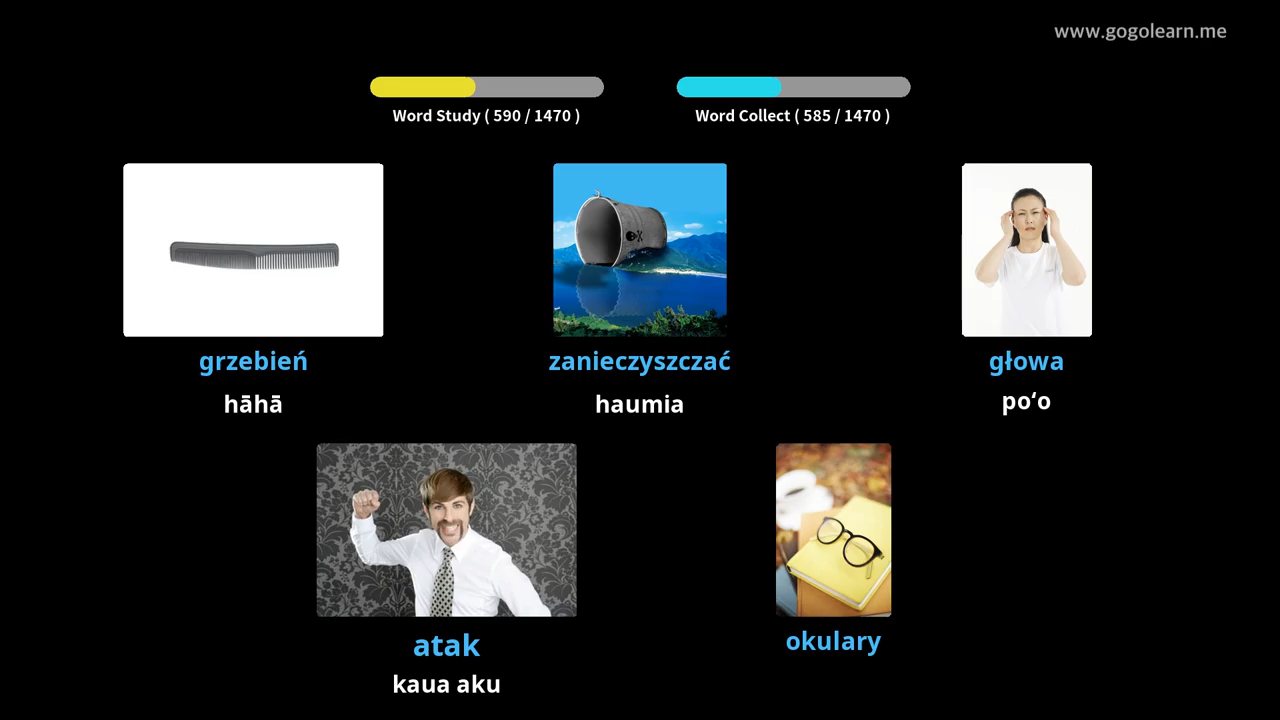 www.gogolearn.me
Word Study ( 590 / 1470 )
Word Collect ( 585 / 1470 )
grzebień
zanieczyszczać
głowa
hāhā
haumia
poʻo
atak
okulary
kaua aku